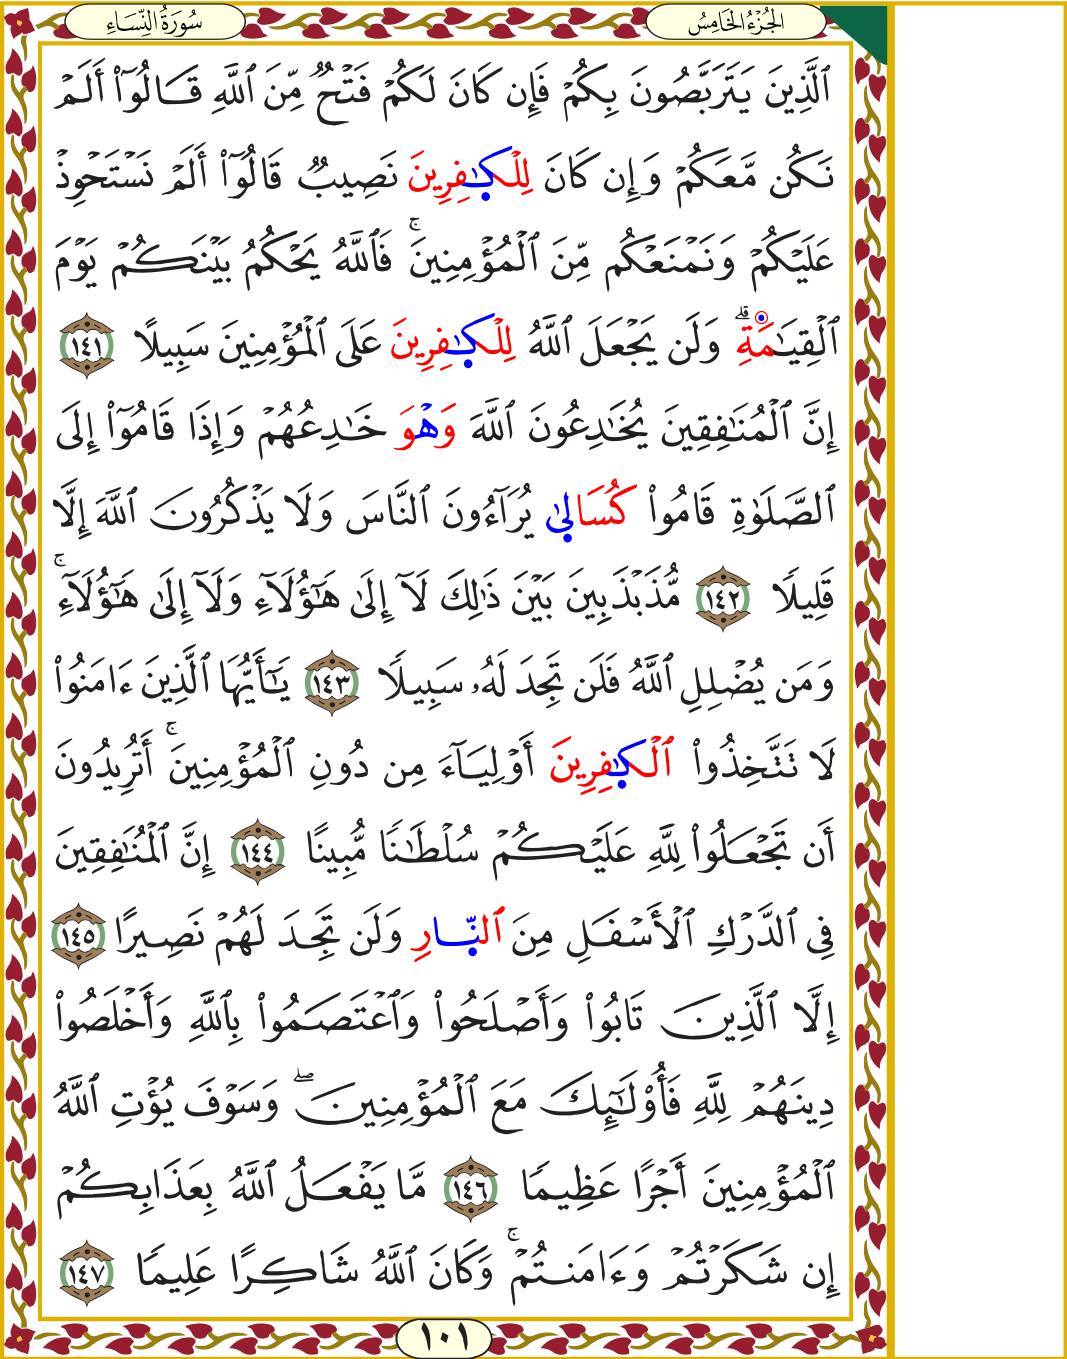 الجُزْءُ الخَامِسُ
سُورَةُ النِّسَاءِ
ٱلَّذِينَ يَتَرَبَّصُونَ بِكُمْ فَإِن كَانَ لَكُمْ فَتْحٌ مِّنَ ٱللَّهِ قَالُوٓاْ أَلَمْ
نَكُن مَّعَكُمْ وَإِن كَانَ لِلْكَٰفِرِينَ نَصِيبٌ قَالُوٓاْ أَلَمْ نَسْتَحْوِذْ
عَلَيْكُمْ وَنَمْنَعْكُم مِّنَ ٱلْمُؤْمِنِينَۚ فَٱللَّهُ يَحْكُمُ بَيْنَكُمْ يَوْمَ
ٱلْقِيَٰمَةِۗ وَلَن يَجْعَلَ ٱللَّهُ لِلْكَٰفِرِينَ عَلَى ٱلْمُؤْمِنِينَ سَبِيلًا ١٤١
إِنَّ ٱلْمُنَٰفِقِينَ يُخَٰدِعُونَ ٱللَّهَ وَهْوَ خَٰدِعُهُمْ وَإِذَا قَامُوٓاْ إِلَى
ٱلصَّلَوٰةِ قَامُواْ كُسَالىٰ يُرَآءُونَ ٱلنَّاسَ وَلَا يَذْكُرُونَ ٱللَّهَ إِلَّا
قَلِيلًا ١٤٢ مُّذَبْذَبِينَ بَيْنَ ذَٰلِكَ لَآ إِلَىٰ هَٰٓؤُلَآءِ وَلَآ إِلَىٰ هَٰٓؤُلَآءِۚ
وَمَن يُضْلِلِ ٱللَّهُ فَلَن تَجِدَ لَهُۥ سَبِيلًا ١٤٣ يَٰٓأَيُّهَا ٱلَّذِينَ ءَامَنُواْ
لَا تَتَّخِذُواْ ٱلْكَٰفِرِينَ أَوْلِيَآءَ مِن دُونِ ٱلْمُؤْمِنِينَۚ أَتُرِيدُونَ
أَن تَجْعَلُواْ لِلَّهِ عَلَيْكُمْ سُلْطَٰنًا مُّبِينًا ١٤٤ إِنَّ ٱلْمُنَٰفِقِينَ
فِى ٱلدَّرْكِ ٱلْأَسْفَلِ مِنَ ٱلنَّارِ وَلَن تَجِدَ لَهُمْ نَصِيرًا ١٤٥
إِلَّا ٱلَّذِينَ تَابُواْ وَأَصْلَحُواْ وَٱعْتَصَمُواْ بِٱللَّهِ وَأَخْلَصُواْ
دِينَهُمْ لِلَّهِ فَأُوْلَٰٓئِكَ مَعَ ٱلْمُؤْمِنِينَۖ وَسَوْفَ يُؤْتِ ٱللَّهُ
ٱلْمُؤْمِنِينَ أَجْرًا عَظِيمًا ١٤٦ مَّا يَفْعَلُ ٱللَّهُ بِعَذَابِكُمْ
إِن شَكَرْتُمْ وَءَامَنتُمْۚ وَكَانَ ٱللَّهُ شَاكِرًا عَلِيمًا ١٤٧
١٠١